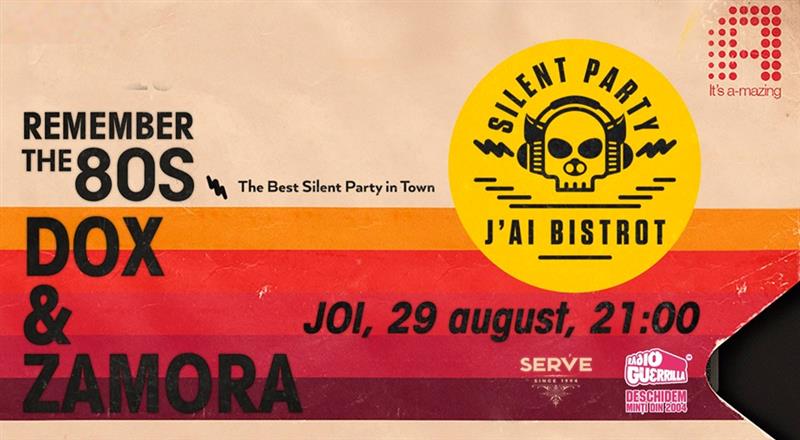 REMEMBER
THE 80S
The Best Silent Party in Town
DOX
&
ZAMORA
SILENT PARTY
J'AI BISTROT
A
It's a-mazing
JOI, 29 august, 21:00
SERVE
SINCE 1994
RADIO
GUERRILLA
DESCHIDEM
MINȚI DIN 2004